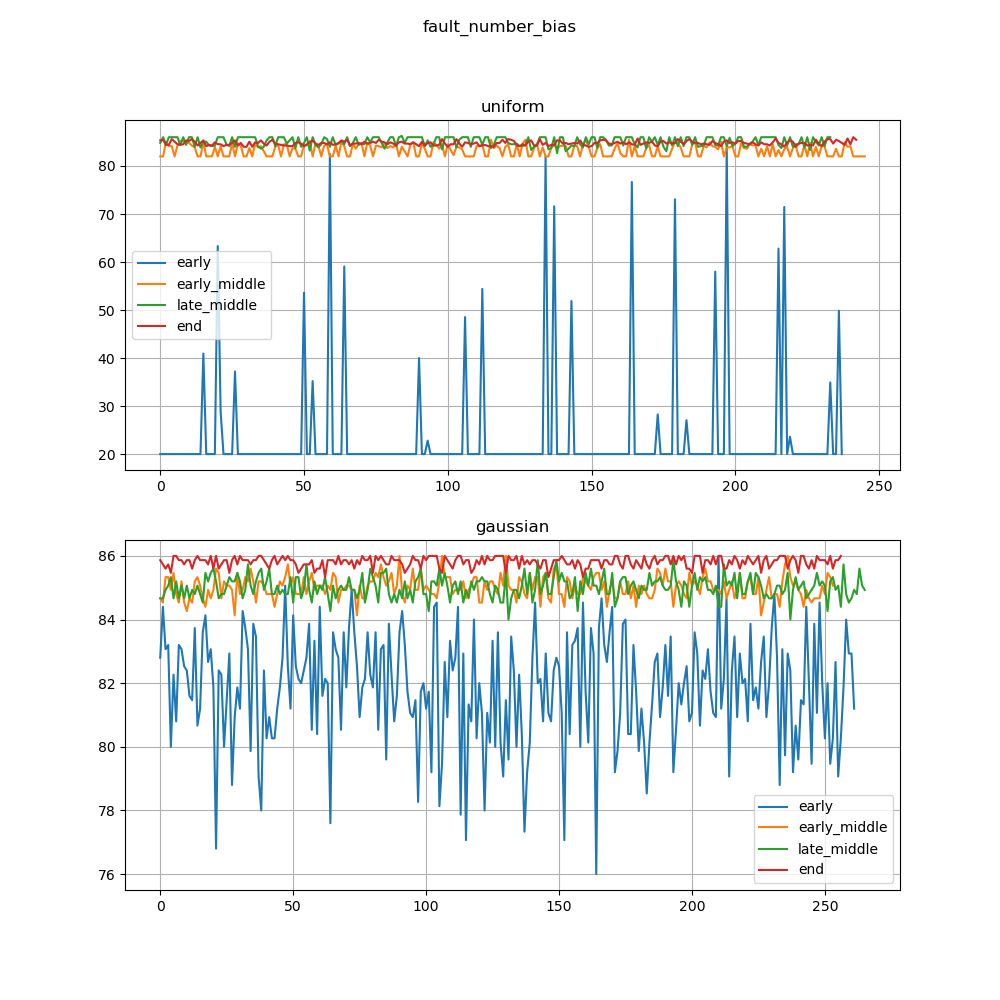 fault_number_bias
uniform
80
70
60
50
40
30
20
early
early_middle
late_middle
end
0 50 100 150 200 250
gaussian
86
84
82
80
78
76
early
early_middle
late_middle
end
0 50 100 150 200 250